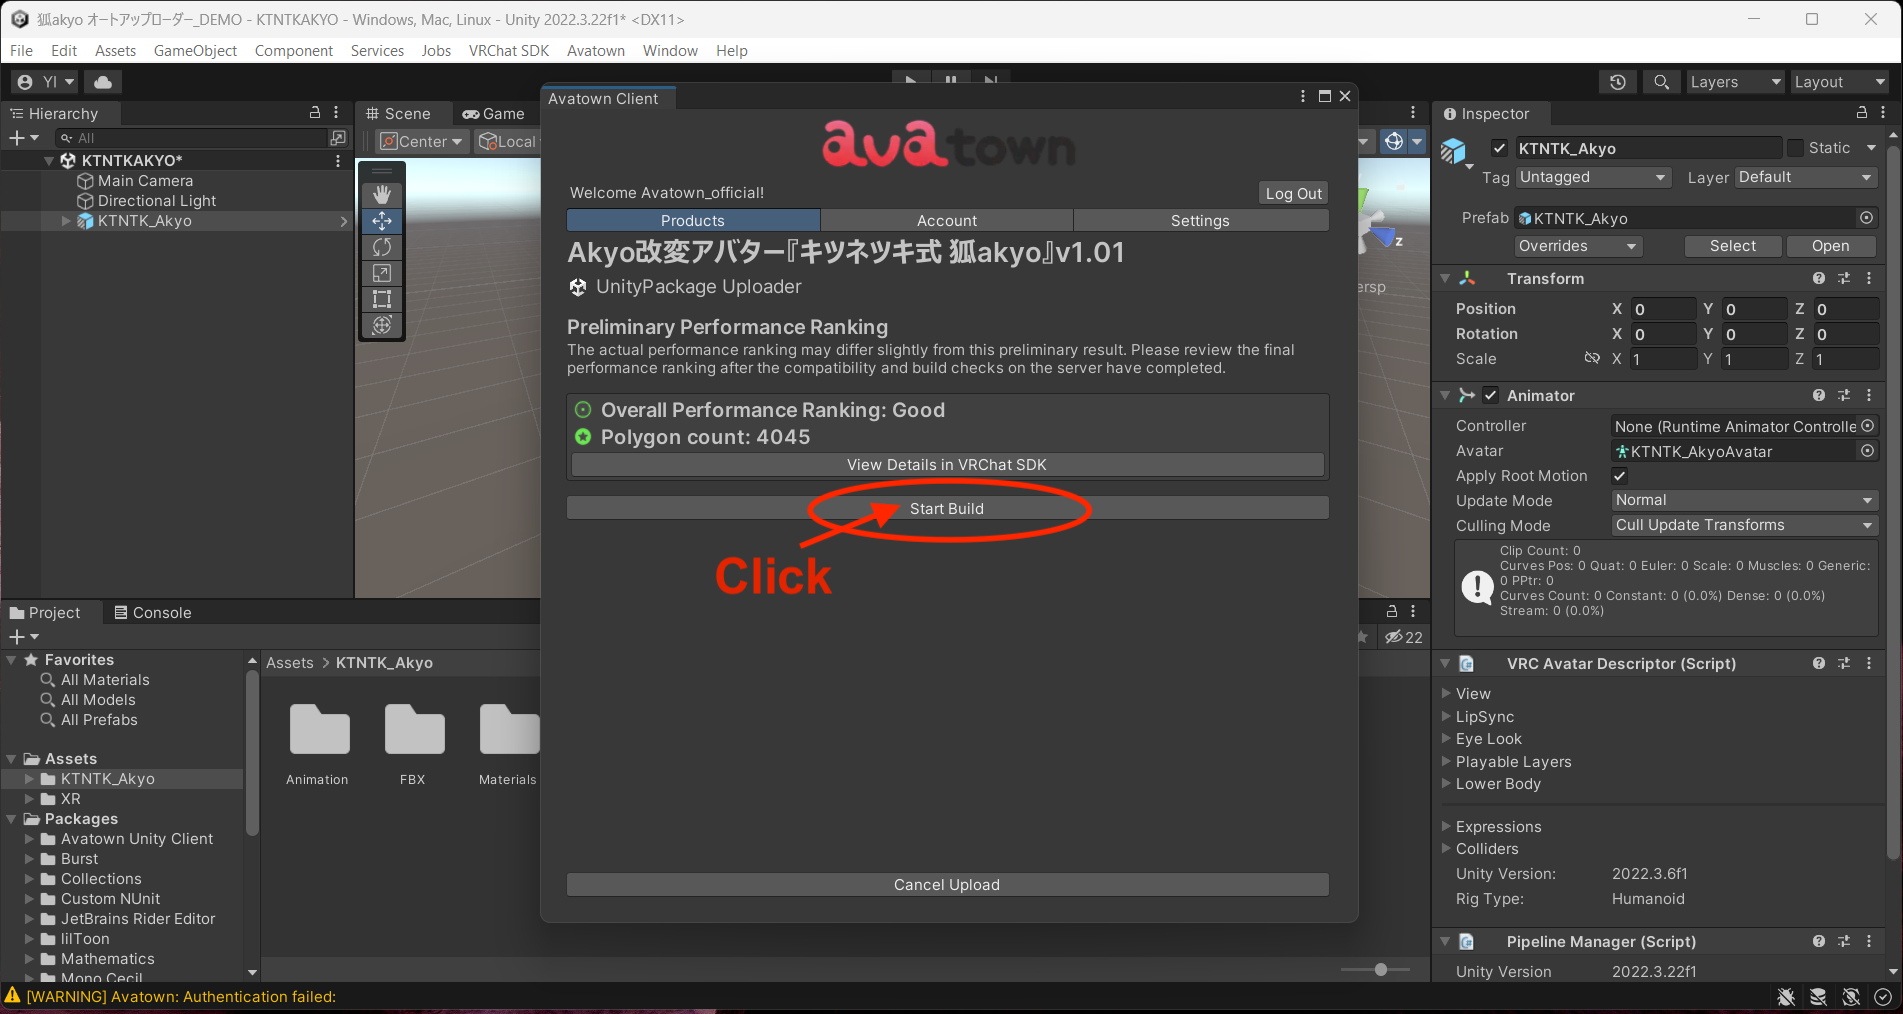 狐akyo オートアップローダー_DEMO - KTNTKAKYO - Windows, Mac, Linux - Unity 2022.3.22f1* <DX11>
File Edit Assets GameObject Component Services Jobs VRChat SDK Avatown Window Help
YI
Layers
Layout
Hierarchy
All
KTNTKAKYO*
Main Camera
Directional Light
KTNTK_Akyo
Scene
Game
Center
Local
ersp
z
Avatown Client
avatown
Welcome Avatown_official!
Log Out
Products
Account
Settings
Akyo改変アバター『キツネツキ式 狐akyo』v1.01
UnityPackage Uploader
Preliminary Performance Ranking
The actual performance ranking may differ slightly from this preliminary result. Please review the final
performance ranking after the compatibility and build checks on the server have completed.
Overall Performance Ranking: Good
Polygon count: 4045
View Details in VRChat SDK
Start Build
Click
Cancel Upload
Inspector
KTNTK_Akyo
Static
Tag Untagged Layer Default
Prefab KTNTK_Akyo
Overrides Select Open
Transform
Position X 0 Y 0 Z 0
Rotation X 0 Y 0 Z 0
Scale X 1 Y 1 Z 1
Animator
Controller None (Runtime Animator Controlle
Avatar KTNTK_AkyoAvatar
Apply Root Motion
Update Mode Normal
Culling Mode Cull Update Transforms
Clip Count: 0
Curves Pos: 0 Quat: 0 Euler: 0 Scale: 0 Muscles: 0 Generic:
0 PPtr: 0
Curves Count: 0 Constant: 0 (0.0%) Dense: 0 (0.0%)
Stream: 0 (0.0%)
VRC Avatar Descriptor (Script)
View
LipSync
Eye Look
Playable Layers
Lower Body
Expressions
Colliders
Unity Version: 2022.3.6f1
Rig Type: Humanoid
Pipeline Manager (Script)
Unity Version 2022.3.22f1
Project
Console
22
Favorites
All Materials
All Models
All Prefabs
Assets
KTNTK_Akyo
XR
Packages
Avatown Unity Client
Burst
Collections
Custom NUnit
JetBrains Rider Editor
lilToon
Mathematics
Mono Cecil
Assets > KTNTK_Akyo
Animation
FBX
Materials
[WARNING] Avatown: Authentication failed: